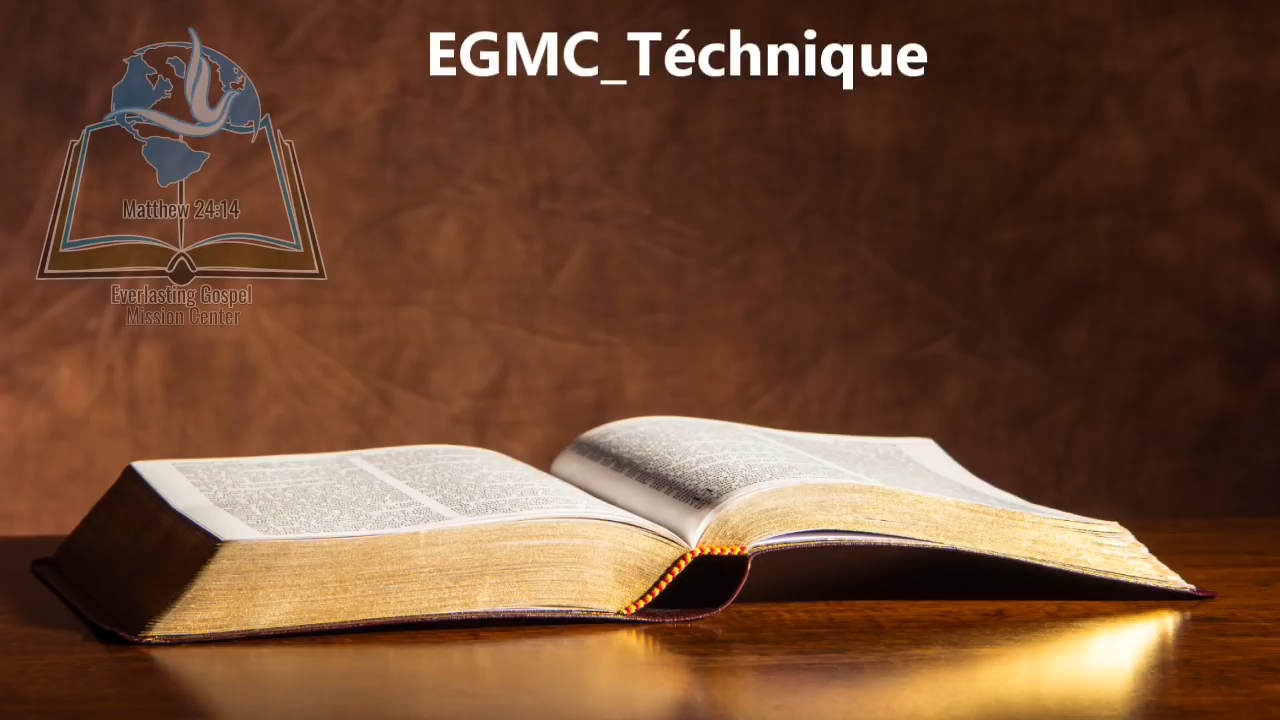 EGMC_Téchnique
Matthew 24:14
Everlasting Gospel
Mission Center